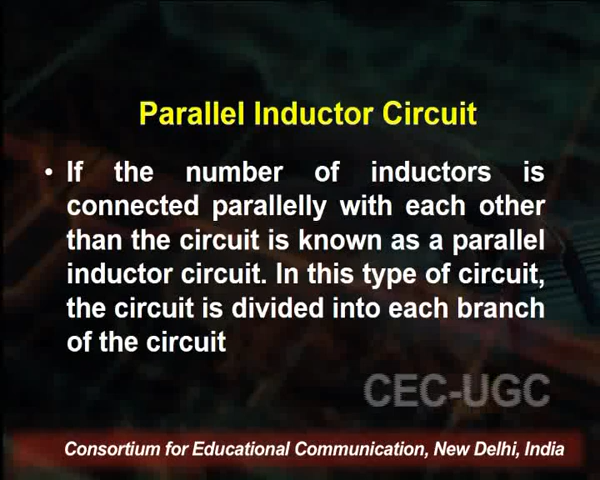 Parallel Inductor Circuit
• If the number of inductors is
connected parallelly with each other
than the circuit is known as a parallel
inductor circuit. In this type of circuit,
the circuit is divided into each branch
of the circuit
CEC-UGC
Consortium for Educational Communication, New Delhi, India